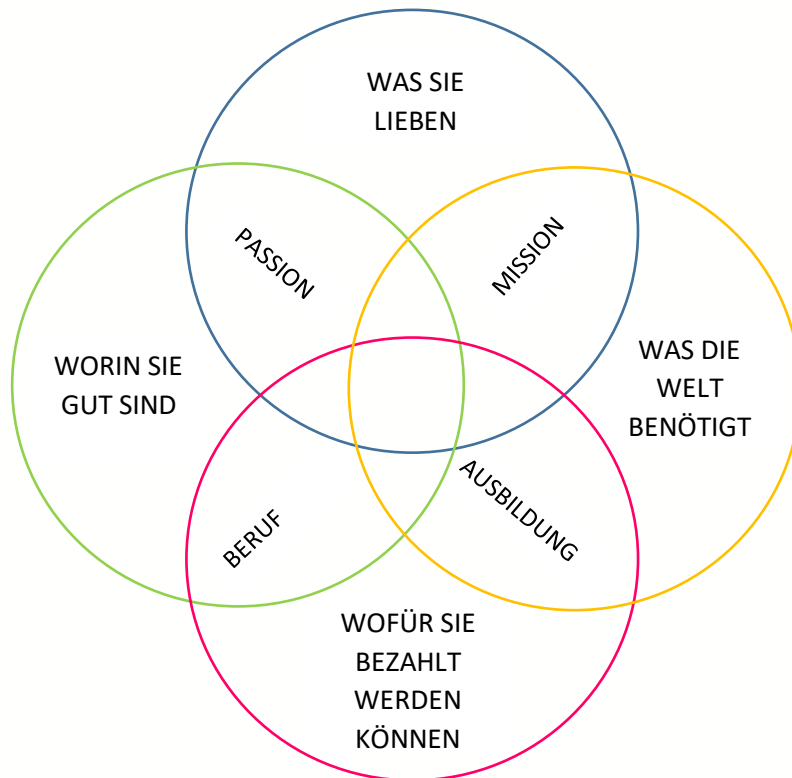 WAS SIE
LIEBEN
PASSION
MISSION
WORIN SIE
GUT SIND
WAS DIE
WELT
BENÖTIGT
BERUF
AUSBILDUNG
WOFÜR SIE
BEZAHLT
WERDEN
KÖNNEN